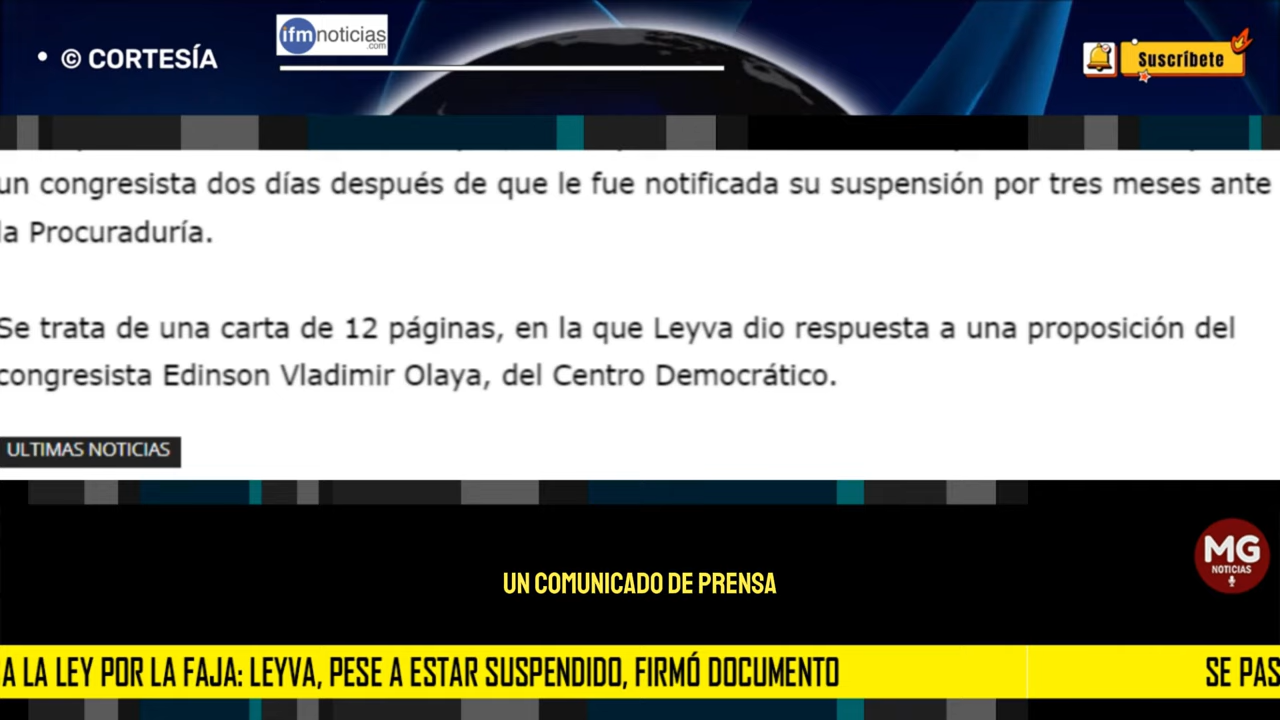 • © CORTESÍA
ifmnoticias
.com
Suscríbete
un congresista dos días después de que le fue notificada su suspensión por tres meses ante
la Procuraduría.
Se trata de una carta de 12 páginas, en la que Leyva dio respuesta a una proposición del
congresista Edinson Vladimir Olaya, del Centro Democrático.
ULTIMAS NOTICIAS
MG
NOTICIAS
UN COMUNICADO DE PRENSA
A LA LEY POR LA FAJA: LEYVA, PESE A ESTAR SUSPENDIDO, FIRMÓ DOCUMENTO
SE PAS